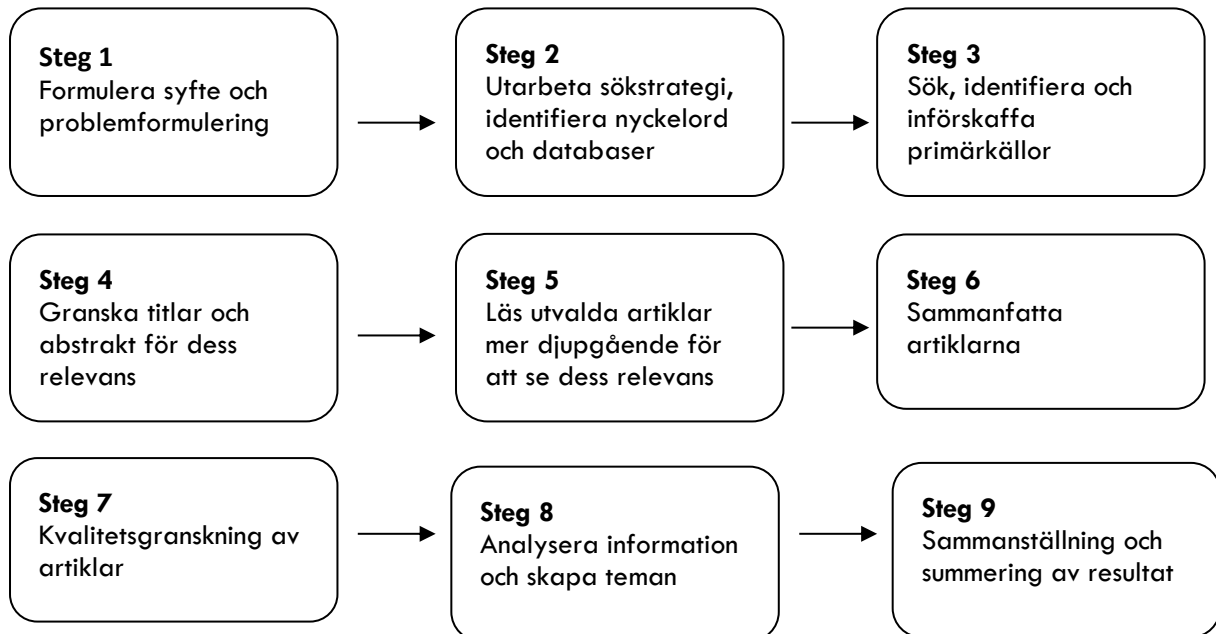 Steg 1
Formulera syfte och
problemformulering
Steg 2
Utarbeta sökstrategi,
identifiera nyckelord
och databaser
Steg 3
Sök, identifiera och
införskaffa
primärkällor
Steg 4
Granska titlar och
abstrakt för dess
relevans
Steg 5
Läs utvalda artiklar
mer djupgående för
att se dess relevans
Steg 6
Sammanfatta
artiklarna
Steg 7
Kvalitetsgranskning av
artiklar
Steg 8
Analysera information
och skapa teman
Steg 9
Sammanställning och
summering av resultat